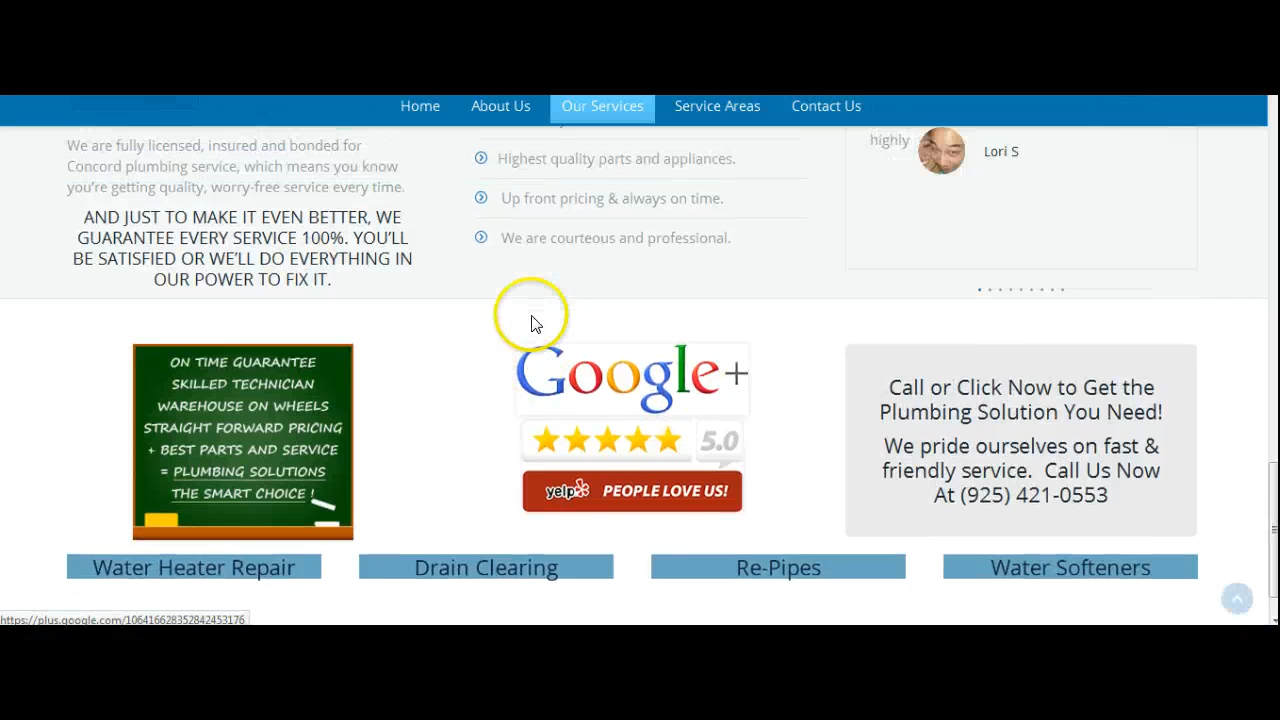 Home About Us Our Services Service Areas Contact Us
We are fully licensed, insured and bonded for
Concord plumbing service, which means you know
you're getting quality, worry-free service every time.
AND JUST TO MAKE IT EVEN BETTER, WE
GUARANTEE EVERY SERVICE 100%. YOU'LL
BE SATISFIED OR WE'LL DO EVERYTHING IN
OUR POWER TO FIX IT.
Highest quality parts and appliances.
Up front pricing & always on time.
We are courteous and professional.
highly
Lori S
ON TIME GUARANTEE
SKILLED TECHNICIAN
WAREHOUSE ON WHEELS
STRAIGHT FORWARD PRICING
+ BEST PARTS AND SERVICE
= PLUMBING SOLUTIONS
THE SMART CHOICE !
Google+
5.0
yelp PEOPLE LOVE US!
Call or Click Now to Get the
Plumbing Solution You Need!
We pride ourselves on fast &
friendly service. Call Us Now
At (925) 421-0553
Water Heater Repair Drain Clearing Re-Pipes Water Softeners
https://plus.google.com/106416628352842453176